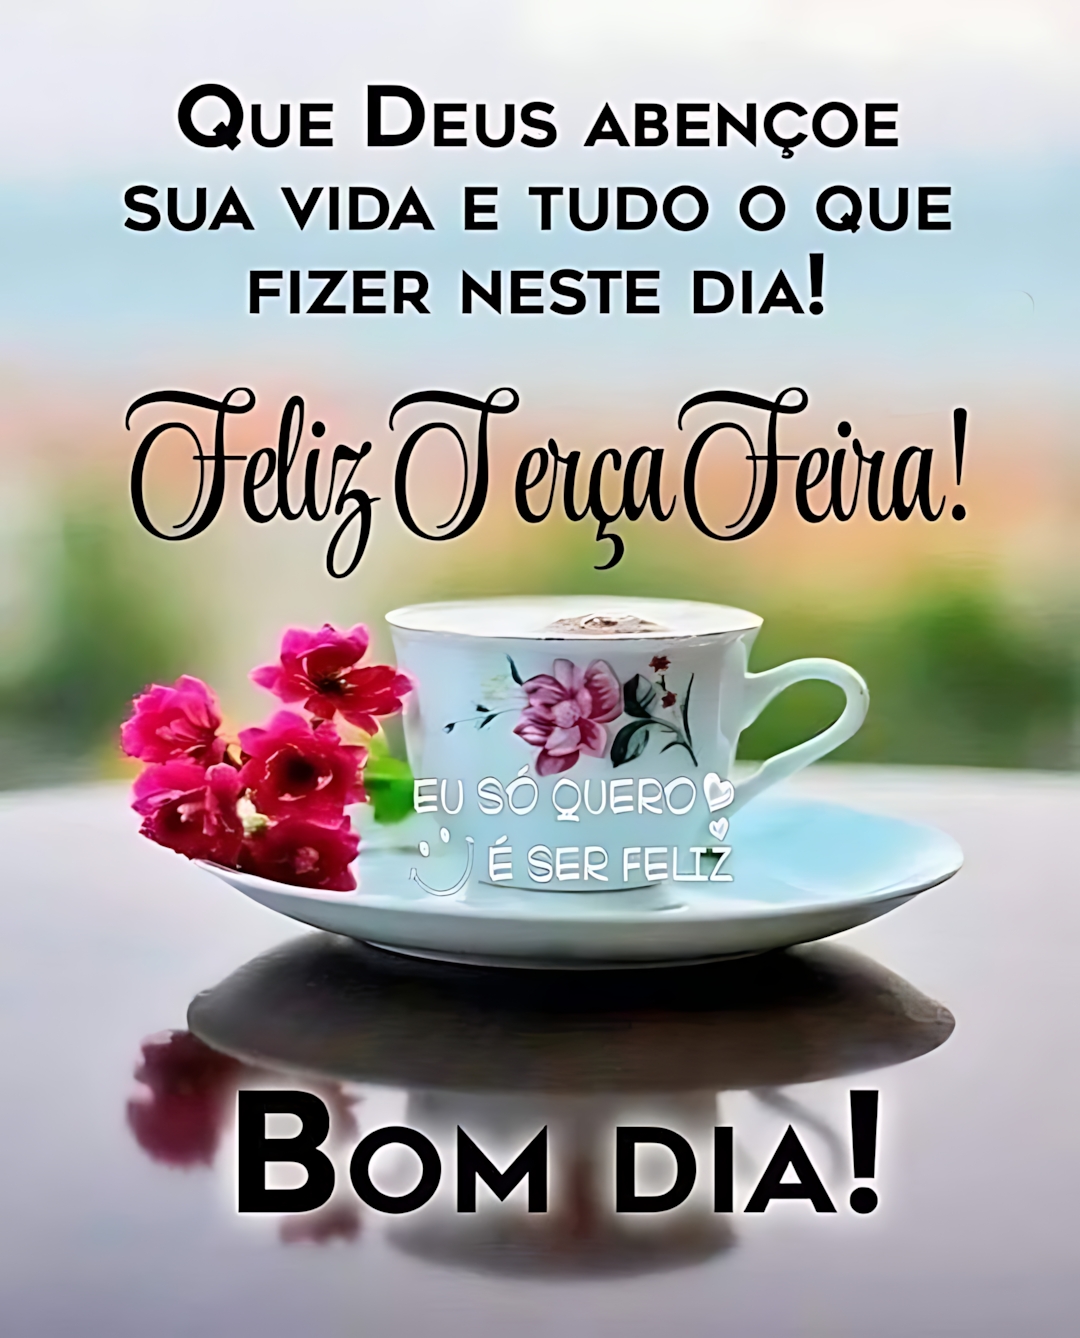 Que Deus abençoe
sua vida e tudo o que
fizer neste dia!
Feliz Terça Feira!
EU SÓ QUERO
É SER FELIZ
Bom dia!